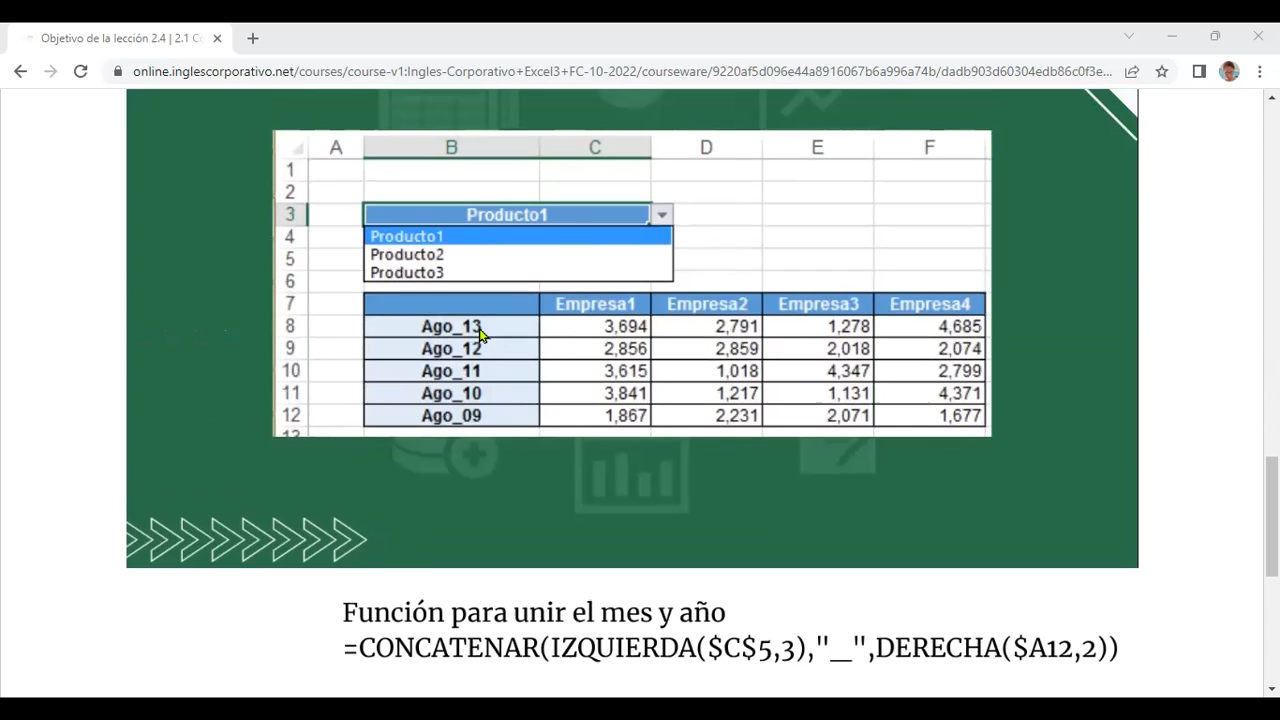 Objetivo de la lección 2.4 | 2.1 Co
online.inglescorporativo.net/courses/course-v1:Ingles-Corporativo+Excel3+FC-10-2022/courseware/9220af5d096e44a8916067b6a996a74b/dadb903d60304edb86c0f3e...
A B C D E F
1
2
3 Producto1
4 Producto1
5 Producto2
6 Producto3
7 Empresa1 Empresa2 Empresa3 Empresa4
8 Ago_13 3,694 2,791 1,278 4,685
9 Ago_12 2,856 2,859 2,018 2,074
10 Ago_11 3,615 1,018 4,347 2,799
11 Ago_10 3,841 1,217 1,131 4,371
12 Ago_09 1,867 2,231 2,071 1,677
Función para unir el mes y año
=CONCATENAR(IZQUIERDA($C$5,3),"_",DERECHA($A12,2))